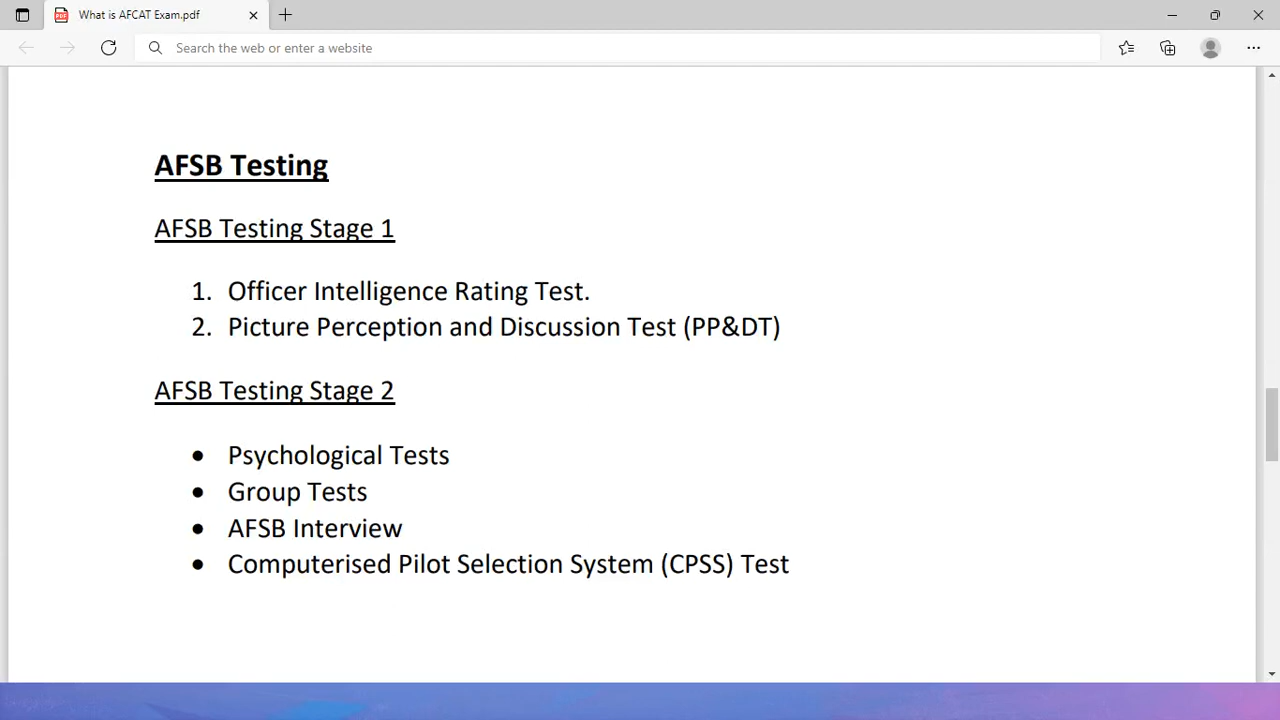 What is AFCAT Exam.pdf
Search the web or enter a website
AFSB Testing
AFSB Testing Stage 1
1. Officer Intelligence Rating Test.
2. Picture Perception and Discussion Test (PP&DT)
AFSB Testing Stage 2
• Psychological Tests
• Group Tests
• AFSB Interview
• Computerised Pilot Selection System (CPSS) Test